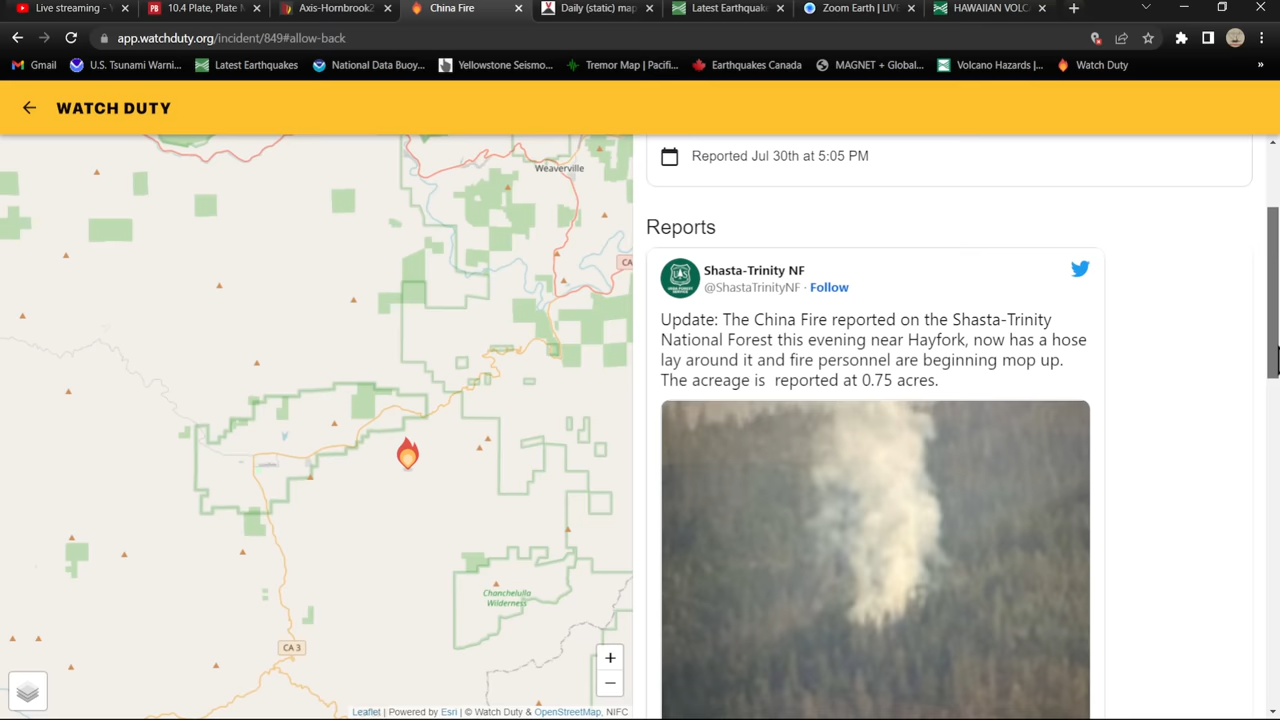 Live streaming - Y
10.4 Plate, Plate M
Axis-Hornbrook2
China Fire
Daily (static) map
Latest Earthquakes
Zoom Earth | LIVE
HAWAIIAN VOLC
app.watchduty.org/incident/849#allow-back
Gmail
U.S. Tsunami Warni...
Latest Earthquakes
National Data Buoy...
Yellowstone Seismo...
Tremor Map | Pacifi...
Earthquakes Canada
MAGNET + Global...
Volcano Hazards |...
Watch Duty
»
WATCH DUTY
Weaverville
CA
Chanchelulla
Wilderness
CA 3
+
−
Leaflet | Powered by Esri | © Watch Duty & OpenStreetMap, NIFC
Reported Jul 30th at 5:05 PM
Reports
Shasta-Trinity NF
@ShastaTrinityNF · Follow
Update: The China Fire reported on the Shasta-Trinity
National Forest this evening near Hayfork, now has a hose
lay around it and fire personnel are beginning mop up.
The acreage is reported at 0.75 acres.